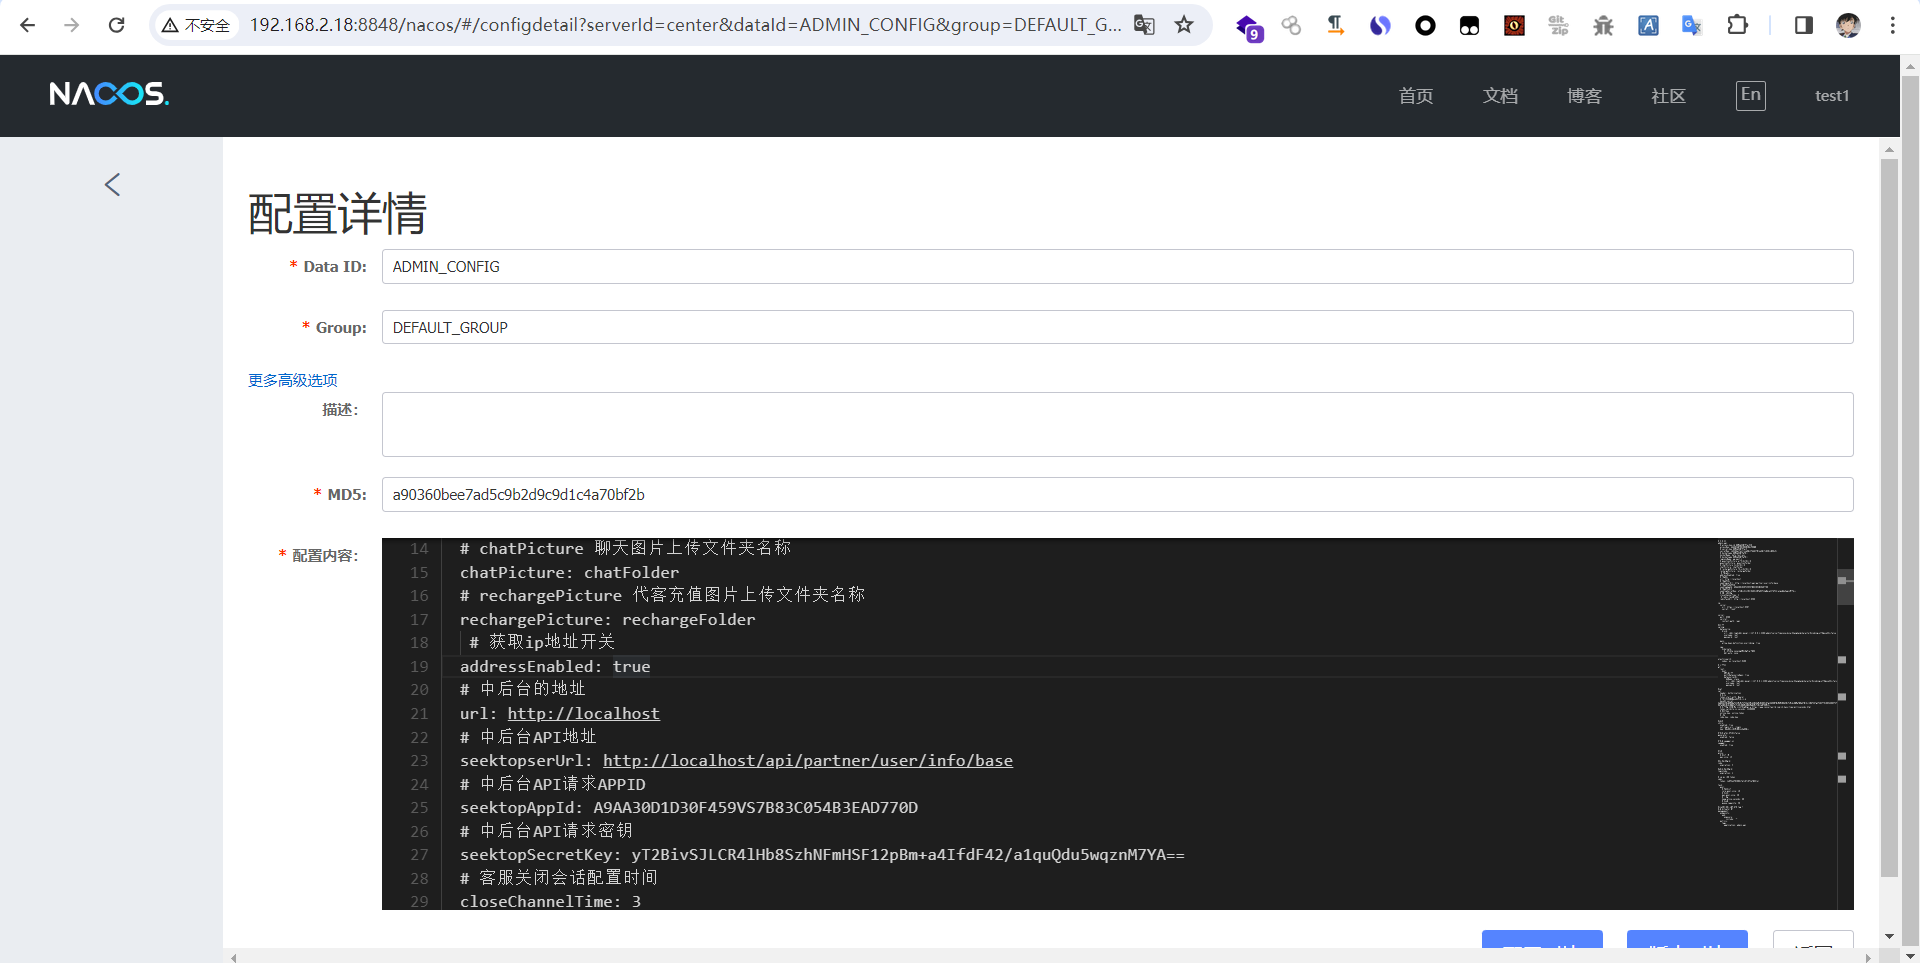 不安全
192.168.2.18:8848/nacos/#/configdetail?serverId=center&dataId=ADMIN_CONFIG&group=DEFAULT_G...
9
NACOS.
首页 文档 博客 社区 En test1
配置详情
* Data ID: ADMIN_CONFIG
* Group: DEFAULT_GROUP
更多高级选项
描述:
* MD5: a90360bee7ad5c9b2d9c9d1c4a70bf2b
* 配置内容:
14 # chatPicture 聊天图片上传文件夹名称
15 chatPicture: chatFolder
16 # rechargePicture 代客充值图片上传文件夹名称
17 rechargePicture: rechargeFolder
18 # 获取ip地址开关
19 addressEnabled: true
20 # 中后台的地址
21 url: http://localhost
22 # 中后台API地址
23 seektopserUrl: http://localhost/api/partner/user/info/base
24 # 中后台API请求APPID
25 seektopAppId: A9AA30D1D30F459VS7B83C054B3EAD770D
26 # 中后台API请求密钥
27 seektopSecretKey: yT2BivSJLCR4lHb8SzhNFmHSF12pBm+a4IfdF42/a1quQdu5wqznM7YA==
28 # 客服关闭会话配置时间
29 closeChannelTime: 3